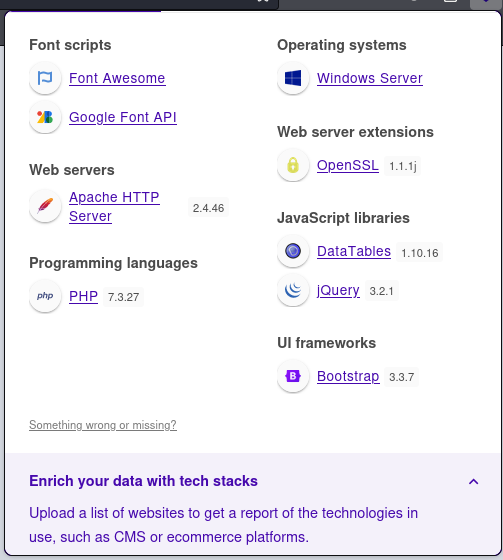 Font scripts
Font Awesome
Google Font API
Web servers
Apache HTTP
Server
2.4.46
Programming languages
php
PHP 7.3.27
Operating systems
Windows Server
Web server extensions
OpenSSL 1.1.1j
JavaScript libraries
DataTables 1.10.16
jQuery 3.2.1
UI frameworks
B
Bootstrap 3.3.7
Something wrong or missing?
Enrich your data with tech stacks
Upload a list of websites to get a report of the technologies in
use, such as CMS or ecommerce platforms.